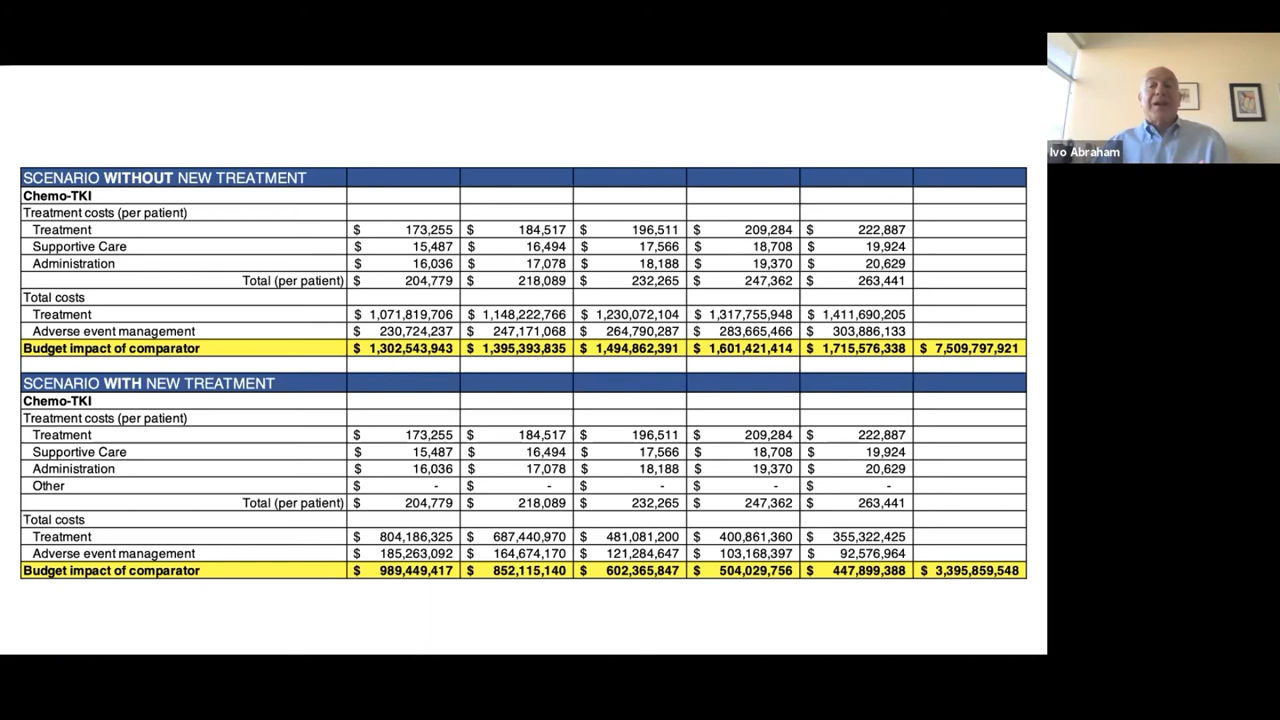 Ivo Abraham
SCENARIO WITHOUT NEW TREATMENT
Chemo-TKI
Treatment costs (per patient)
Treatment $ 173,255 $ 184,517 $ 196,511 $ 209,284 $ 222,887
Supportive Care $ 15,487 $ 16,494 $ 17,566 $ 18,708 $ 19,924
Administration $ 16,036 $ 17,078 $ 18,188 $ 19,370 $ 20,629
Total (per patient) $ 204,779 $ 218,089 $ 232,265 $ 247,362 $ 263,441
Total costs
Treatment $ 1,071,819,706 $ 1,148,222,766 $ 1,230,072,104 $ 1,317,755,948 $ 1,411,690,205
Adverse event management $ 230,724,237 $ 247,171,068 $ 264,790,287 $ 283,665,466 $ 303,886,133
Budget impact of comparator $ 1,302,543,943 $ 1,395,393,835 $ 1,494,862,391 $ 1,601,421,414 $ 1,715,576,338 $ 7,509,797,921
SCENARIO WITH NEW TREATMENT
Chemo-TKI
Treatment costs (per patient)
Treatment $ 173,255 $ 184,517 $ 196,511 $ 209,284 $ 222,887
Supportive Care $ 15,487 $ 16,494 $ 17,566 $ 18,708 $ 19,924
Administration $ 16,036 $ 17,078 $ 18,188 $ 19,370 $ 20,629
Other $ - $ - $ - $ - $ -
Total (per patient) $ 204,779 $ 218,089 $ 232,265 $ 247,362 $ 263,441
Total costs
Treatment $ 804,186,325 $ 687,440,970 $ 481,081,200 $ 400,861,360 $ 355,322,425
Adverse event management $ 185,263,092 $ 164,674,170 $ 121,284,647 $ 103,168,397 $ 92,576,964
Budget impact of comparator $ 989,449,417 $ 852,115,140 $ 602,365,847 $ 504,029,756 $ 447,899,388 $ 3,395,859,548